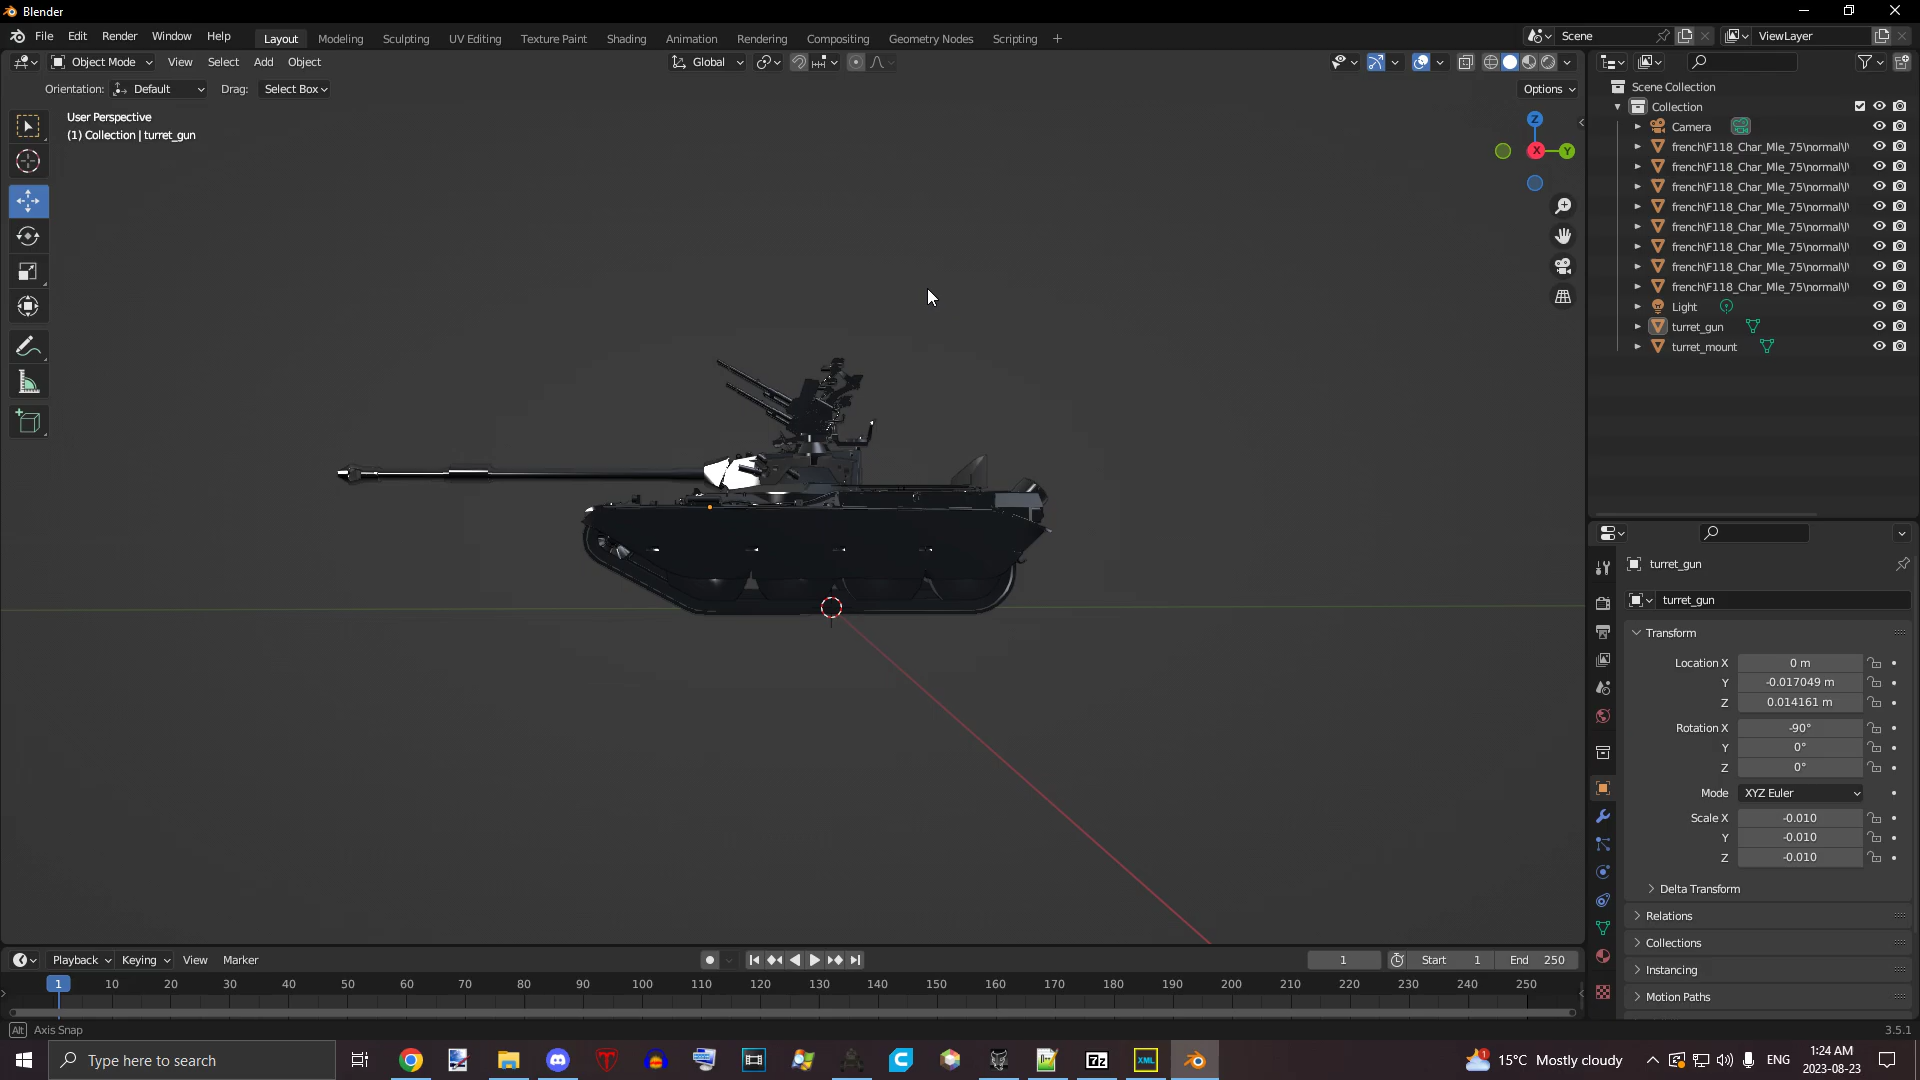 Blender
File Edit Render Window Help
Layout Modeling Sculpting UV Editing Texture Paint Shading Animation Rendering Compositing Geometry Nodes Scripting +
Scene
ViewLayer
Object Mode View Select Add Object
Global
Orientation: Default Drag: Select Box
Options
User Perspective
(1) Collection | turret_gun
Z
X
Y
Scene Collection
Collection
Camera
french\F118_Char_Mle_75\normal\l\
french\F118_Char_Mle_75\normal\l\
french\F118_Char_Mle_75\normal\l\
french\F118_Char_Mle_75\normal\l\
french\F118_Char_Mle_75\normal\l\
french\F118_Char_Mle_75\normal\l\
french\F118_Char_Mle_75\normal\l\
french\F118_Char_Mle_75\normal\l\
Light
turret_gun
turret_mount
turret_gun
turret_gun
Transform
Location X 0 m
Y -0.017049 m
Z 0.014161 m
Rotation X -90°
Y 0°
Z 0°
Mode XYZ Euler
Scale X -0.010
Y -0.010
Z -0.010
Delta Transform
Relations
Collections
Instancing
Motion Paths
Playback Keying View Marker
1 Start 1 End 250
1 10 20 30 40 50 60 70 80 90 100 110 120 130 140 150 160 170 180 190 200 210 220 230 240 250
Alt Axis Snap
3.5.1
Type here to search
7z
XML
1
15°C Mostly cloudy
ENG
1:24 AM
2023-08-23